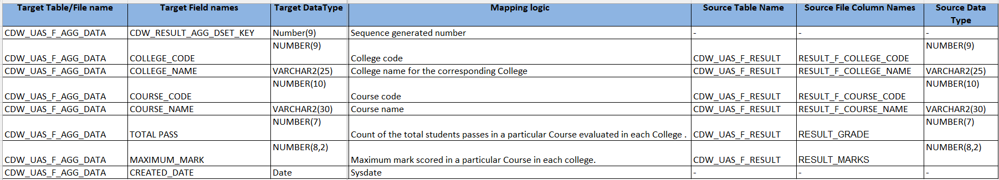 Target Table/File name	Target Field names	Target DataType	Mapping logic	Source Table Name	Source File Column Names	Source Data Type
CDW_UAS_F_AGG_DATA	CDW_RESULT_AGG_DSET_KEY	Number(9)	Sequence generated number	-	-	-
CDW_UAS_F_AGG_DATA	COLLEGE_CODE	NUMBER(9)	College code	CDW_UAS_F_RESULT	RESULT_F_COLLEGE_CODE	NUMBER(9)
CDW_UAS_F_AGG_DATA	COLLEGE_NAME	VARCHAR2(25)	College name for the corresponding College	CDW_UAS_F_RESULT	RESULT_F_COLLEGE_NAME	VARCHAR2(25)
CDW_UAS_F_AGG_DATA	COURSE_CODE	NUMBER(10)	Course code	CDW_UAS_F_RESULT	RESULT_F_COURSE_CODE	NUMBER(10)
CDW_UAS_F_AGG_DATA	COURSE_NAME	VARCHAR2(30)	Course name	CDW_UAS_F_RESULT	RESULT_F_COURSE_NAME	VARCHAR2(30)
CDW_UAS_F_AGG_DATA	TOTAL PASS	NUMBER(7)	Count of the total students passes in a particular Course evaluated in each College .	CDW_UAS_F_RESULT	RESULT_GRADE	NUMBER(7)
CDW_UAS_F_AGG_DATA	MAXIMUM_MARK	NUMBER(8,2)	Maximum mark scored in a particular Course in each college.	CDW_UAS_F_RESULT	RESULT_MARKS	NUMBER(8,2)
CDW_UAS_F_AGG_DATA	CREATED_DATE	Date	Sysdate	-	-	-